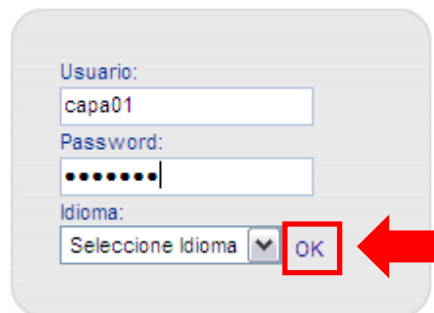 Usuario:
capa01
Password:
•••••••
Idioma:
Seleccione Idioma OK